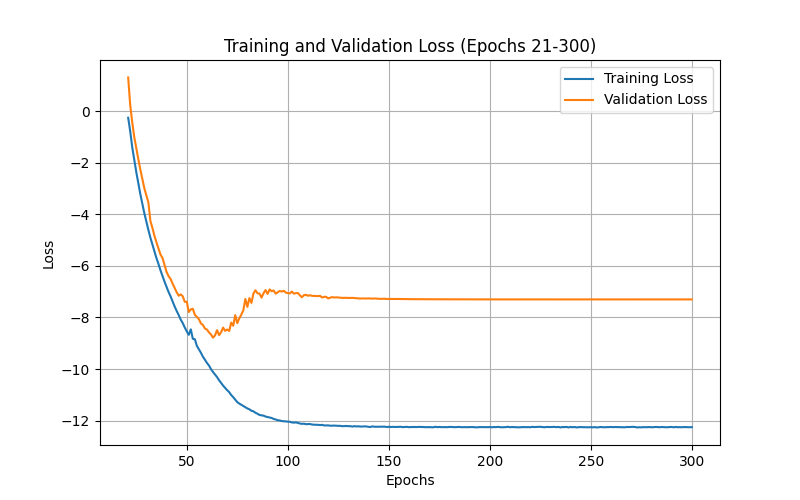 Training and Validation Loss (Epochs 21-300)
Training Loss
Validation Loss
0
−2
−4
−6
−8
−10
−12
Loss
50
100
150
200
250
300
Epochs